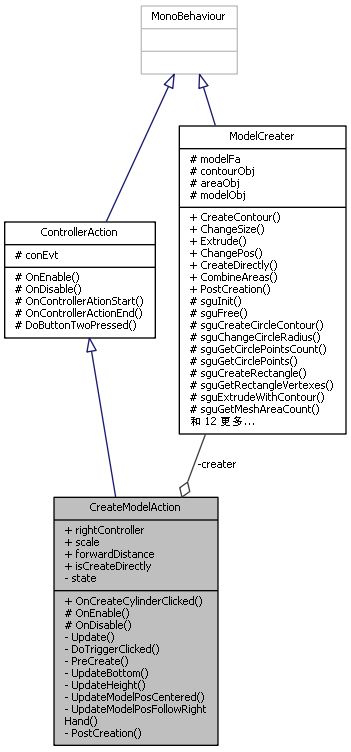 MonoBehaviour
ModelCreater
# modelFa
# contourObj
# areaObj
# modelObj
+ CreateContour()
+ ChangeSize()
+ Extrude()
+ ChangePos()
+ CreateDirectly()
+ CombineAreas()
+ PostCreation()
# sguInit()
# sguFree()
# sguCreateCircleContour()
# sguChangeCircleRadius()
# sguGetCirclePointsCount()
# sguGetCirclePoints()
# sguCreateRectangle()
# sguGetRectangleVertexes()
# sguExtrudeWithContour()
# sguGetMeshAreaCount()
和 12 更多...
ControllerAction
# conEvt
# OnEnable()
# OnDisable()
# OnControllerAtionStart()
# OnControllerActionEnd()
# DoButtonTwoPressed()
-creater
CreateModelAction
+ rightController
+ scale
+ forwardDistance
+ isCreateDirectly
- state
+ OnCreateCylinderClicked()
# OnEnable()
# OnDisable()
- Update()
- DoTriggerClicked()
- PreCreate()
- UpdateBottom()
- UpdateHeight()
- UpdateModelPosCentered()
- UpdateModelPosFollowRight
Hand()
- PostCreation()